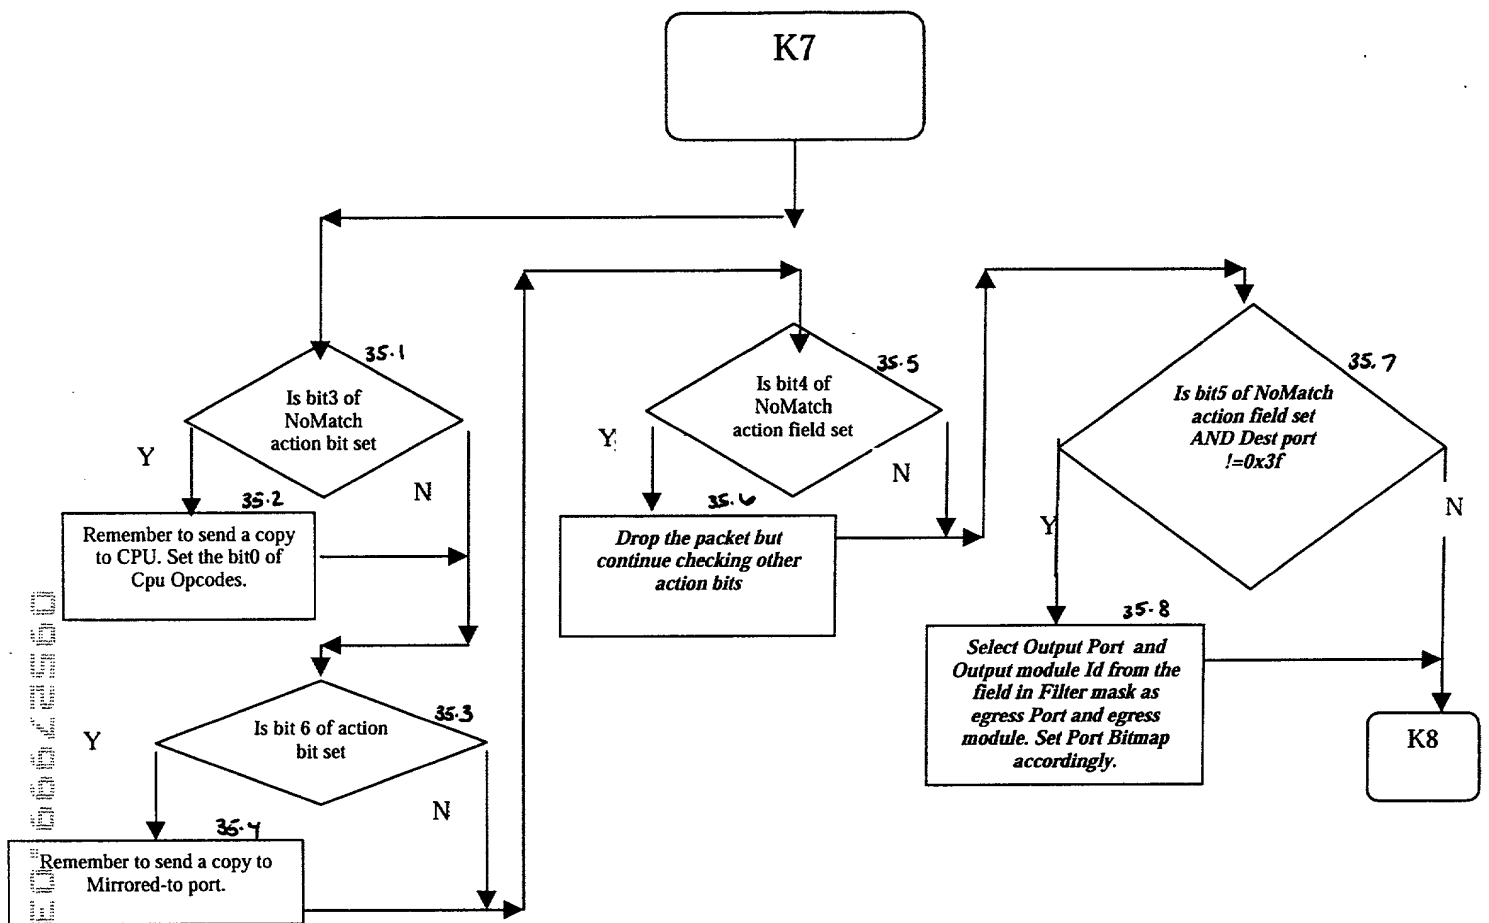 K7
35.1
Is bit3 of
NoMatch
action bit set
Y
N
35.2
Remember to send a copy
to CPU. Set the bit0 of
Cpu Opcodes.
35.3
Is bit 6 of action
bit set
Y
N
35.4
Remember to send a copy to
Mirrored-to port.
35.5
Is bit4 of
NoMatch
action field set
Y
N
35.6
Drop the packet but
continue checking other
action bits
35.7
Is bit5 of NoMatch
action field set
AND Dest port
!=0x3f
Y
N
35.8
Select Output Port and
Output module Id from the
field in Filter mask as
egress Port and egress
module. Set Port Bitmap
accordingly.
K8